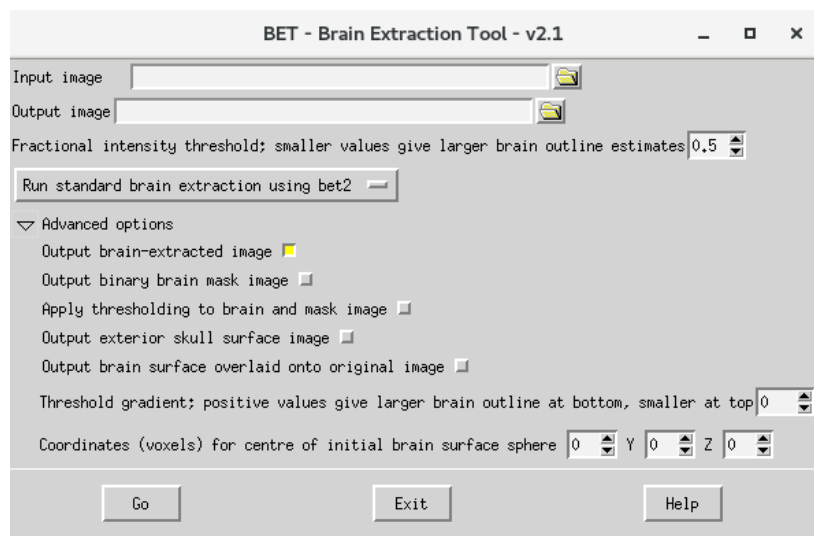 BET - Brain Extraction Tool - v2.1
Input image
Output image
Fractional intensity threshold; smaller values give larger brain outline estimates 0.5
Run standard brain extraction using bet2
Advanced options
Output brain-extracted image
Output binary brain mask image
Apply thresholding to brain and mask image
Output exterior skull surface image
Output brain surface overlaid onto original image
Threshold gradient; positive values give larger brain outline at bottom, smaller at top 0
Coordinates (voxels) for centre of initial brain surface sphere 0 Y 0 Z 0
Go Exit Help